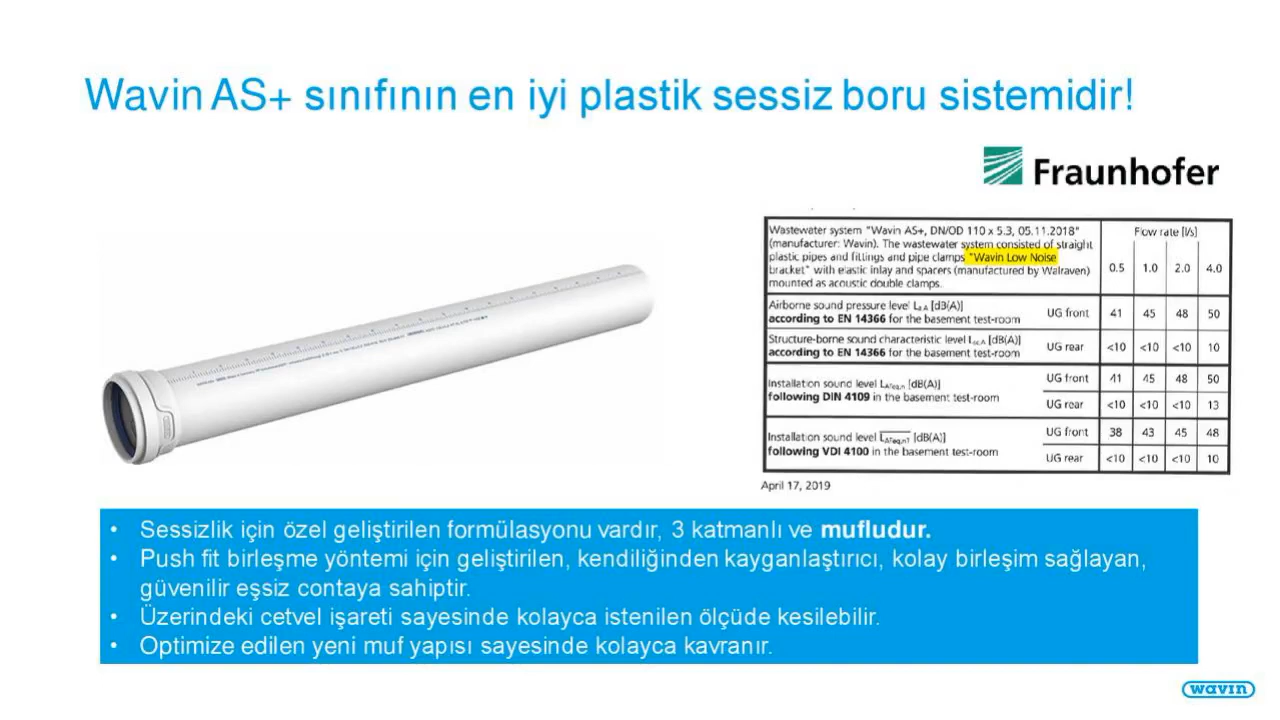 Wavin AS+ sınıfının en iyi plastik sessiz boru sistemidir!
Fraunhofer
Wastewater system "Wavin AS+, DN/OD 110 x 5.3, 05.11.2018"
(manufacturer: Wavin). The wastewater system consisted of straight
plastic pipes and fittings and pipe clamps "Wavin Low Noise
bracket" with elastic inlay and spacers (manufactured by Walraven)
mounted as acoustic double clamps.
Flow rate [l/s]
0.5 1.0 2.0 4.0
Airborne sound pressure level La,A [dB(A)]
according to EN 14366 for the basement test-room
UG front 41 45 48 50
Structure-borne sound characteristic level Lsc,A [dB(A)]
according to EN 14366 for the basement test-room
UG rear <10 <10 <10 10
Installation sound level LAFeq,n [dB(A)]
following DIN 4109 in the basement test-room
UG front 41 45 48 50
UG rear <10 <10 <10 13
Installation sound level LAFeq,nT [dB(A)]
following VDI 4100 in the basement test-room
UG front 38 43 45 48
UG rear <10 <10 <10 10
April 17, 2019
• Sessizlik için özel geliştirilen formülasyonu vardır, 3 katmanlı ve mufludur.
• Push fit birleşme yöntemi için geliştirilen, kendiliğinden kayganlaştırıcı, kolay birleşim sağlayan,
güvenilir eşsiz contaya sahiptir.
• Üzerindeki cetvel işareti sayesinde kolayca istenilen ölçüde kesilebilir.
• Optimize edilen yeni muf yapısı sayesinde kolayca kavranır.
wavin